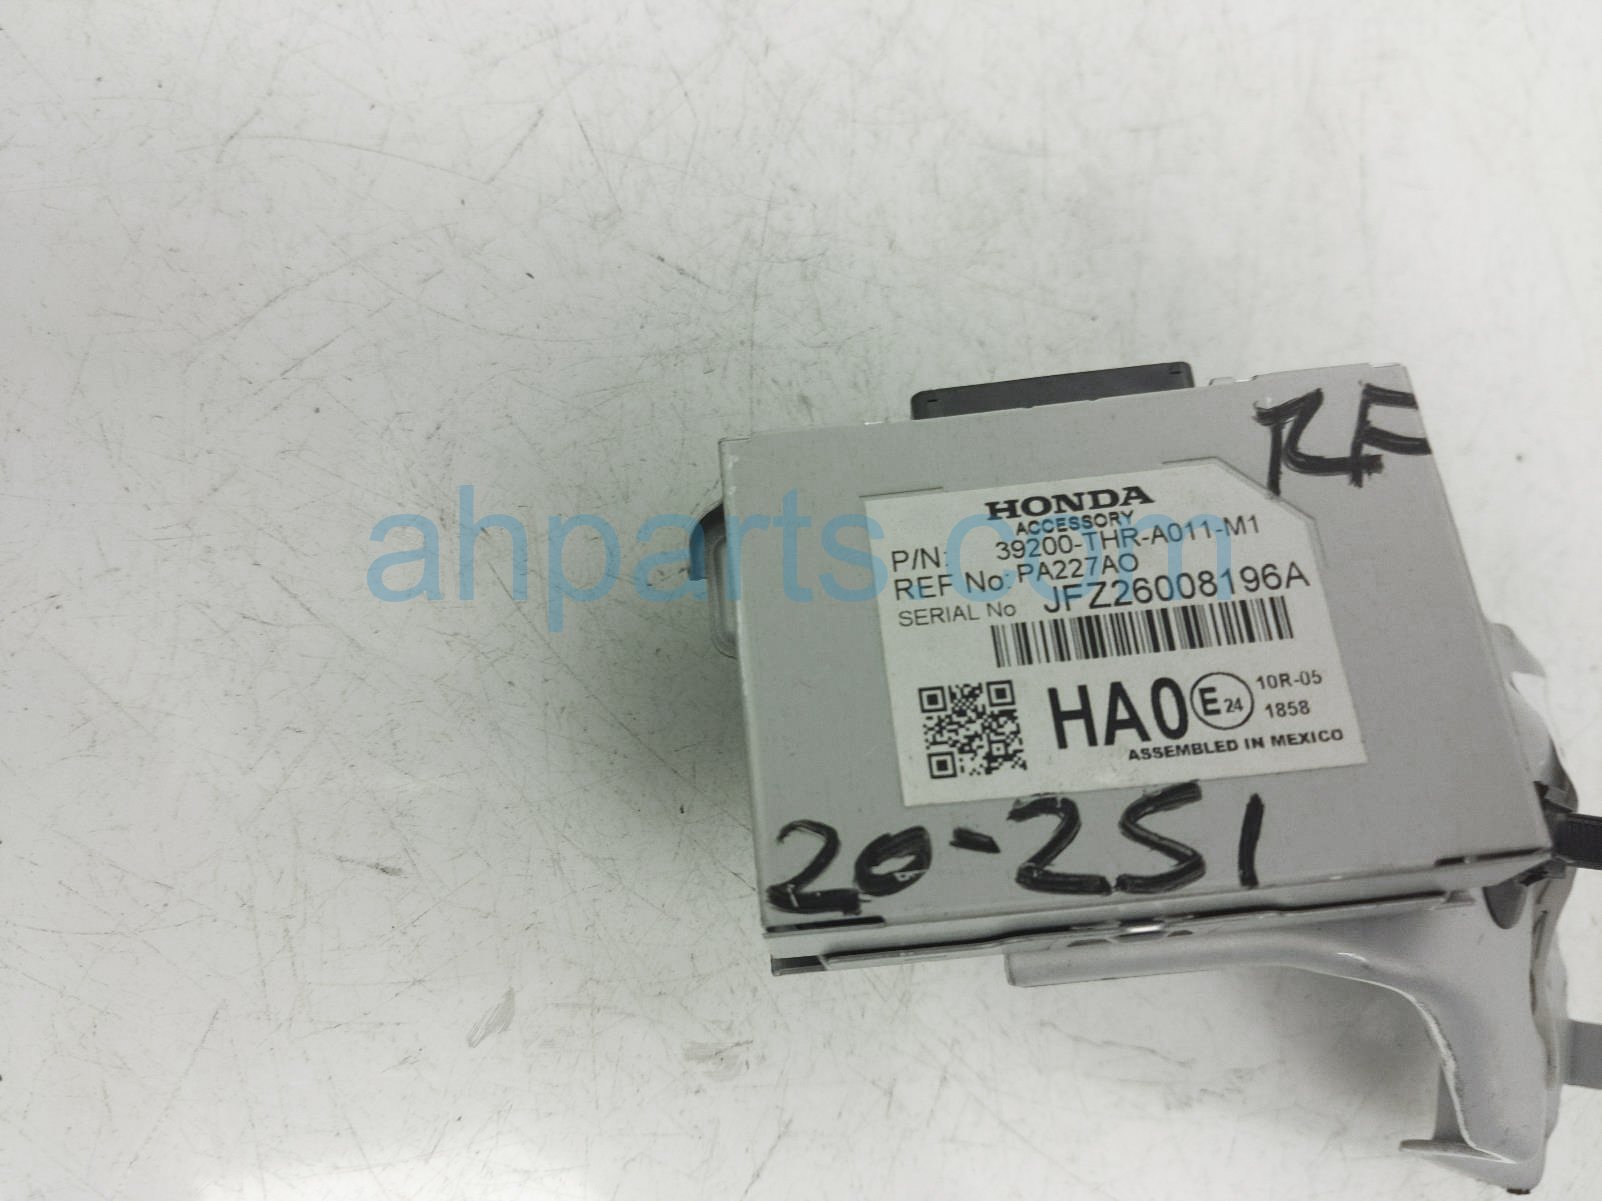 RF
HONDA
ACCESSORY
P/N: 39200-THR-A011-M1
REF No: PA227AO
SERIAL No JFZ26008196A
HA0 E24 10R-05
1858
ASSEMBLED IN MEXICO
20-251
ahparts.com